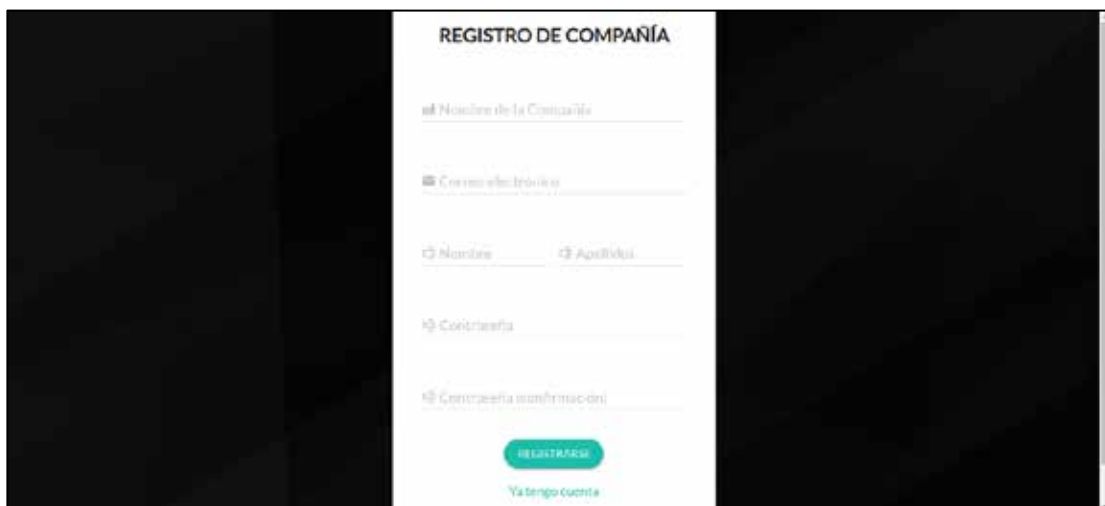 REGISTRO DE COMPAÑÍA
Nombre de la Compañía
Correo electrónico
Nombre Apellidos
Contraseña
Contraseña (confirmación)
REGISTRARSE
Ya tengo cuenta